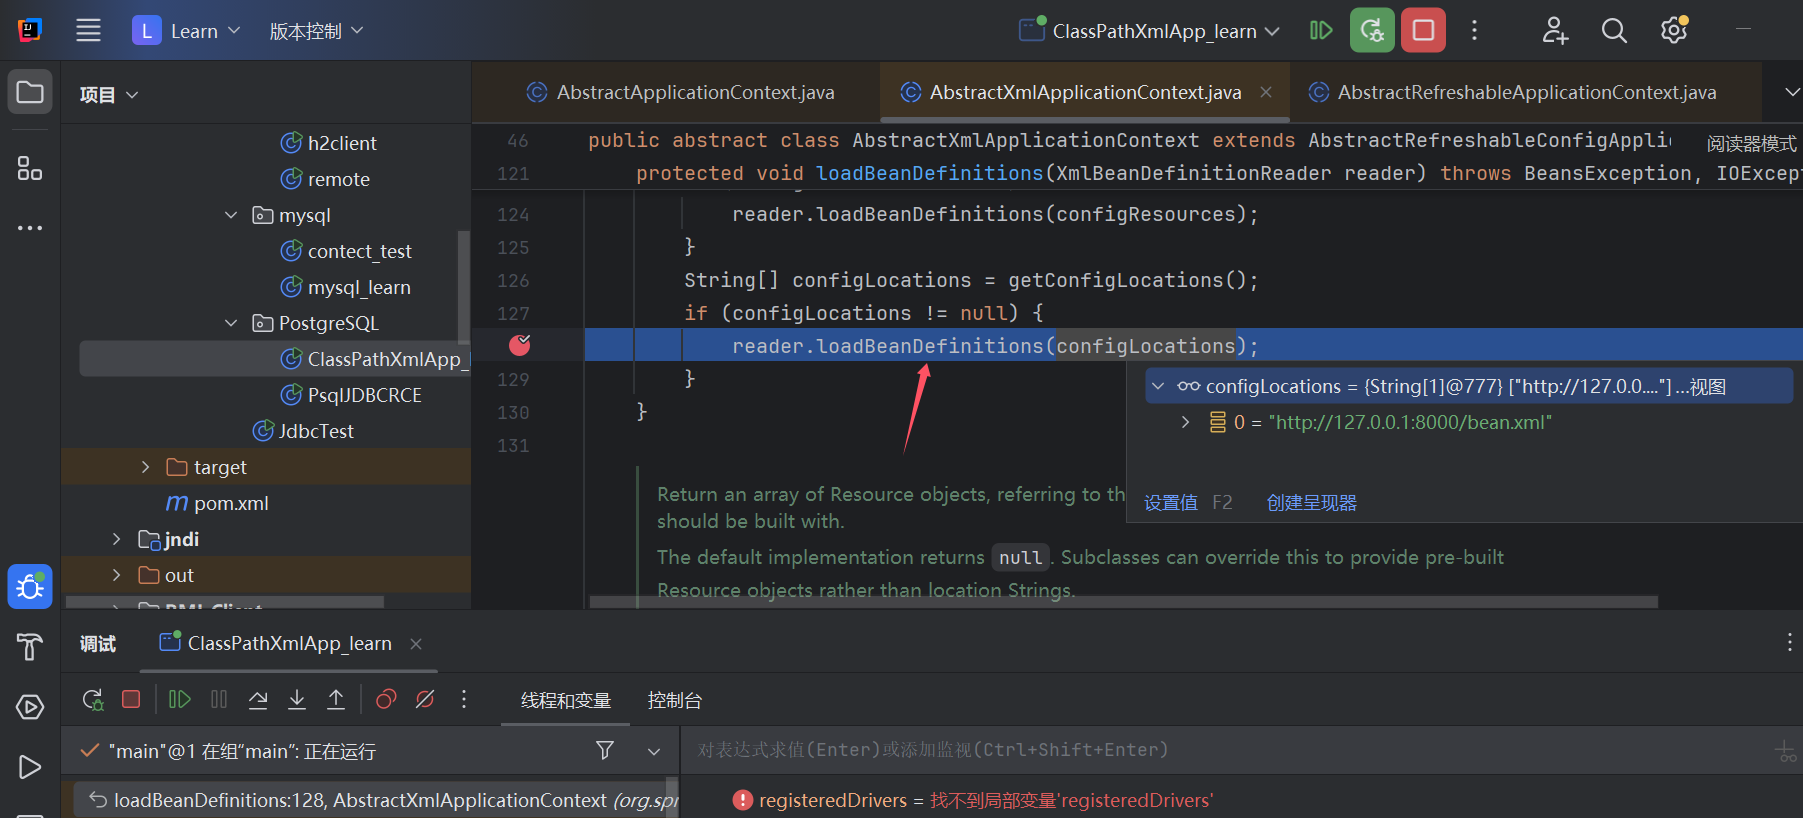 L Learn 版本控制 ClassPathXmlApp_learn
项目
h2client
remote
mysql
contect_test
mysql_learn
PostgreSQL
ClassPathXmlApp_
PsqlJDBCRCE
JdbcTest
target
m pom.xml
jndi
out
AbstractApplicationContext.java AbstractXmlApplicationContext.java AbstractRefreshableApplicationContext.java
46 public abstract class AbstractXmlApplicationContext extends AbstractRefreshableConfigApplic 阅读器模式
121 protected void loadBeanDefinitions(XmlBeanDefinitionReader reader) throws BeansException, IOExcept
124 reader.loadBeanDefinitions(configResources);
125 }
126 String[] configLocations = getConfigLocations();
127 if (configLocations != null) {
reader.loadBeanDefinitions(configLocations);
129 }
130 }
131
configLocations = {String[1]@777} ["http://127.0.0...."] ...视图
0 = "http://127.0.0.1:8000/bean.xml"
设置值 F2 创建呈现器
Return an array of Resource objects, referring to th
should be built with.
The default implementation returns null. Subclasses can override this to provide pre-built
Resource objects rather than location Strings.
调试 ClassPathXmlApp_learn
线程和变量 控制台
"main"@1 在组“main”: 正在运行
对表达式求值(Enter)或添加监视(Ctrl+Shift+Enter)
loadBeanDefinitions:128, AbstractXmlApplicationContext (org.spr
registeredDrivers = 找不到局部变量'registeredDrivers'